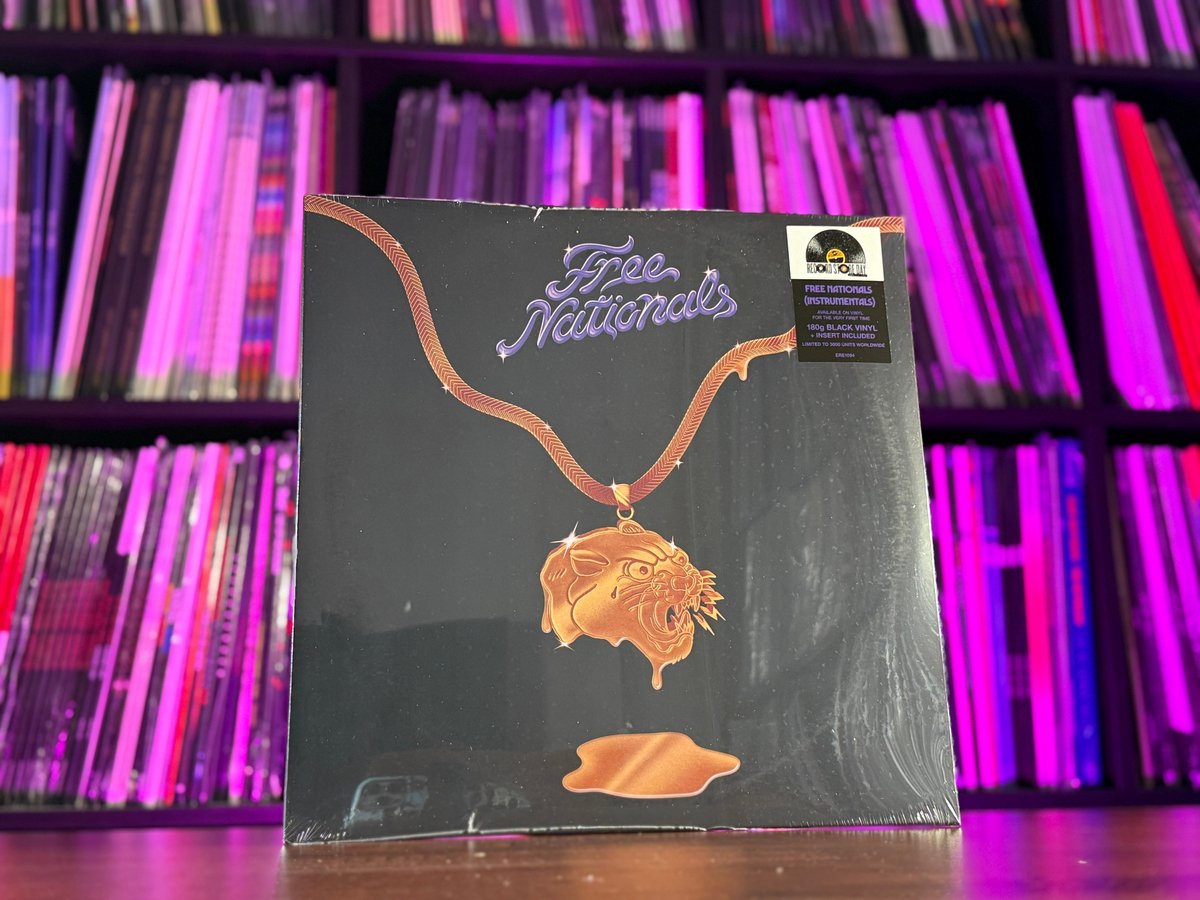 Free
Nationals
RECORD STORE DAY
FREE NATIONALS
(INSTRUMENTALS)
AVAILABLE ON VINYL
FOR THE VERY FIRST TIME
180g BLACK VINYL
+ INSERT INCLUDED
LIMITED TO 3000 UNITS WORLDWIDE
ERE1094